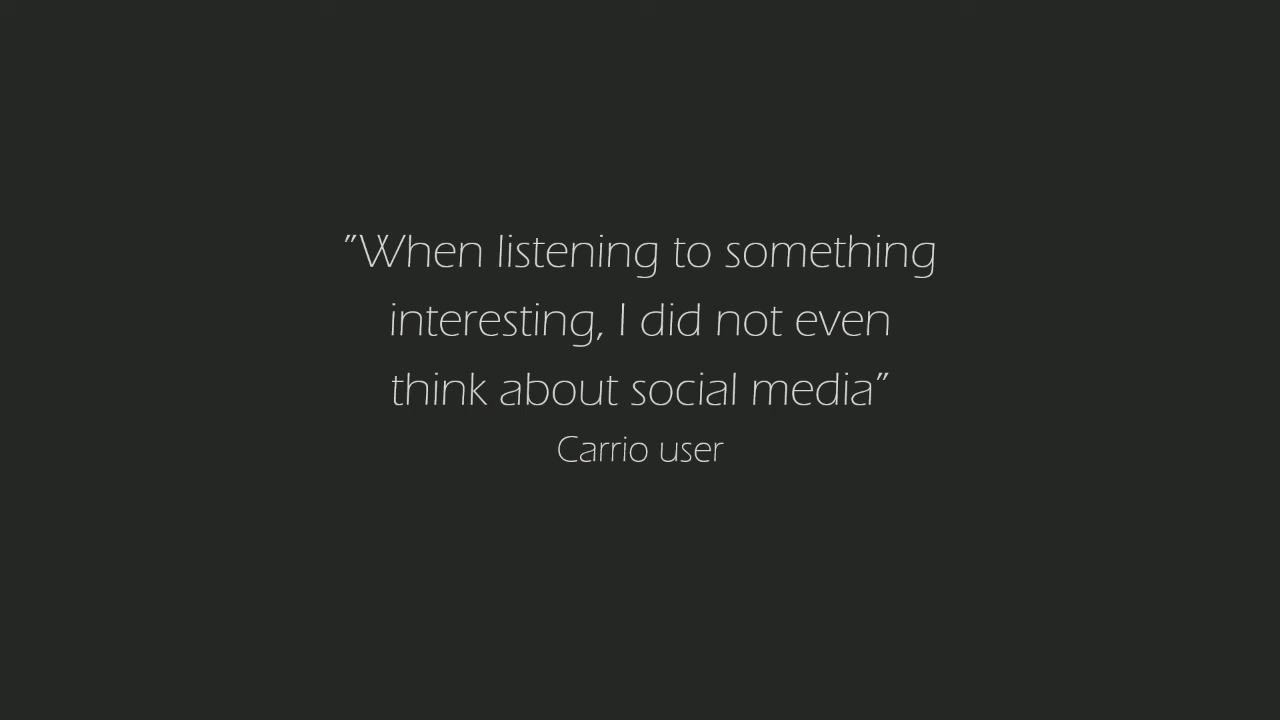 ”When listening to something
interesting, I did not even
think about social media”
Carrio user